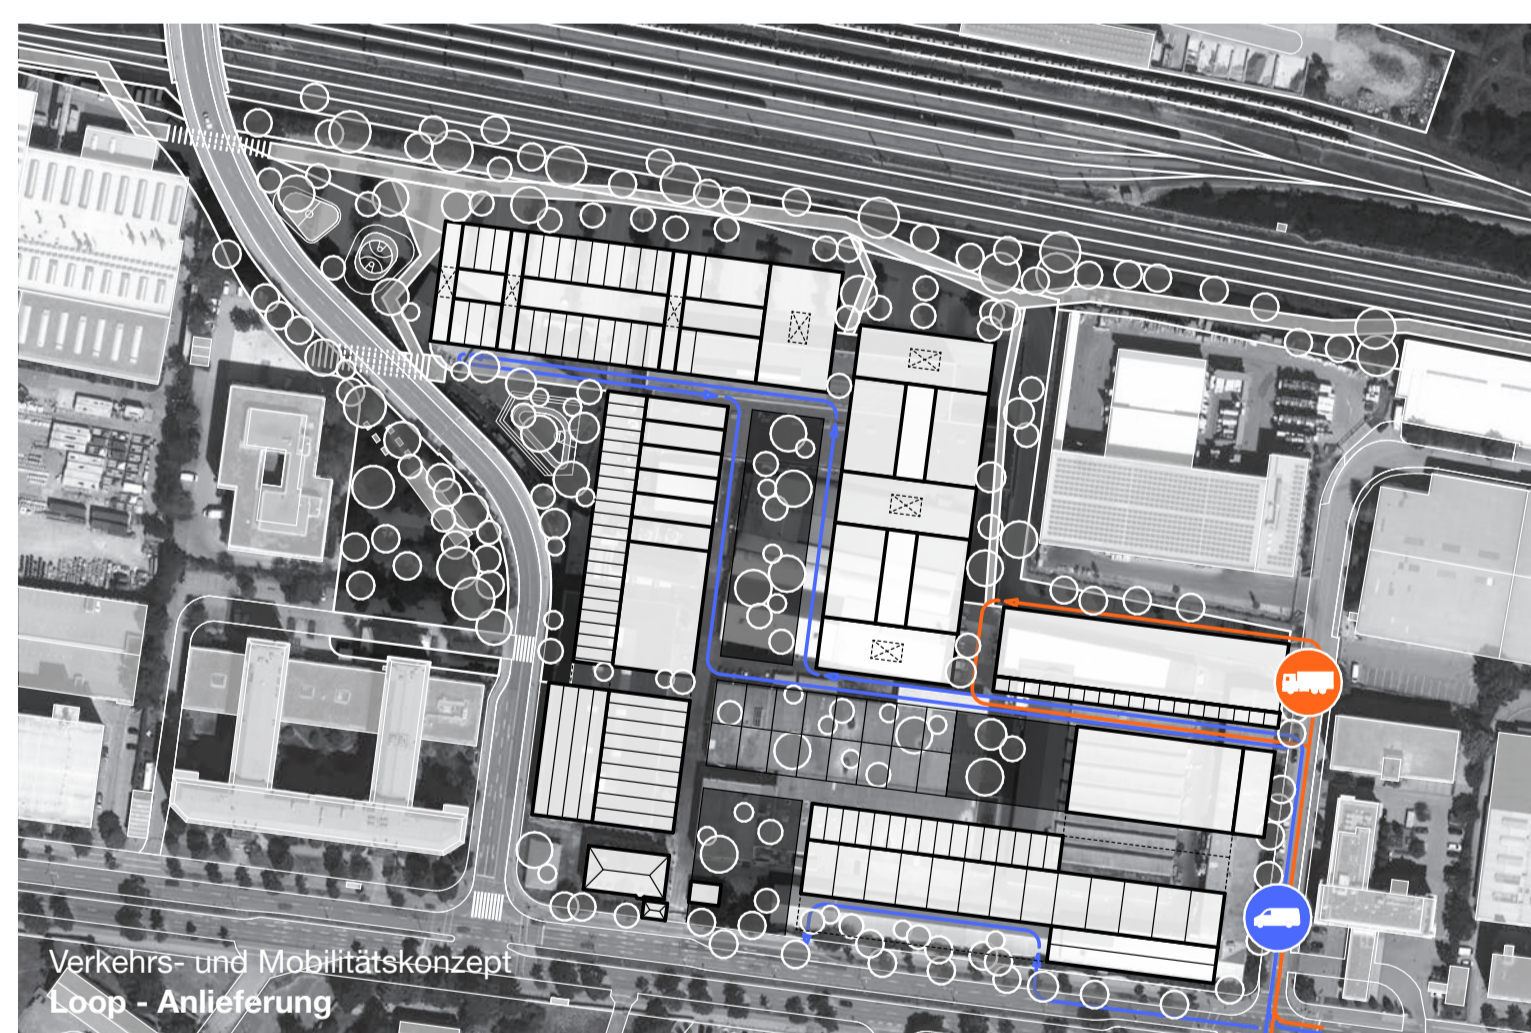 Verkehrs- und Mobilitätskonzept
Loop - Anlieferung